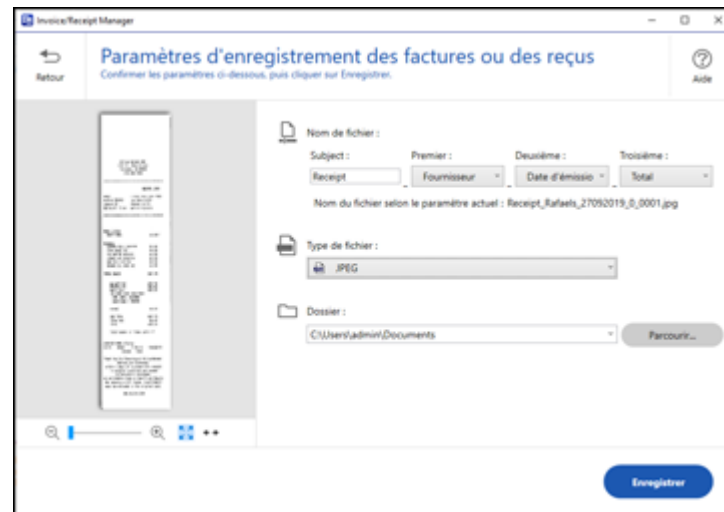 Invoice/Receipt Manager
Retour
Paramètres d'enregistrement des factures ou des reçus
Confirmer les paramètres ci-dessous, puis cliquer sur Enregistrer.
Aide
Nom de fichier :
Subject : Premier : Deuxième : Troisième :
Receipt _ Fournisseur _ Date d'émissio _ Total
Nom du fichier selon le paramètre actuel : Receipt_Rafaels_27092019_0_0001.jpg
Type de fichier :
JPEG
Dossier :
C:\Users\admin\Documents
Parcourir...
Enregistrer